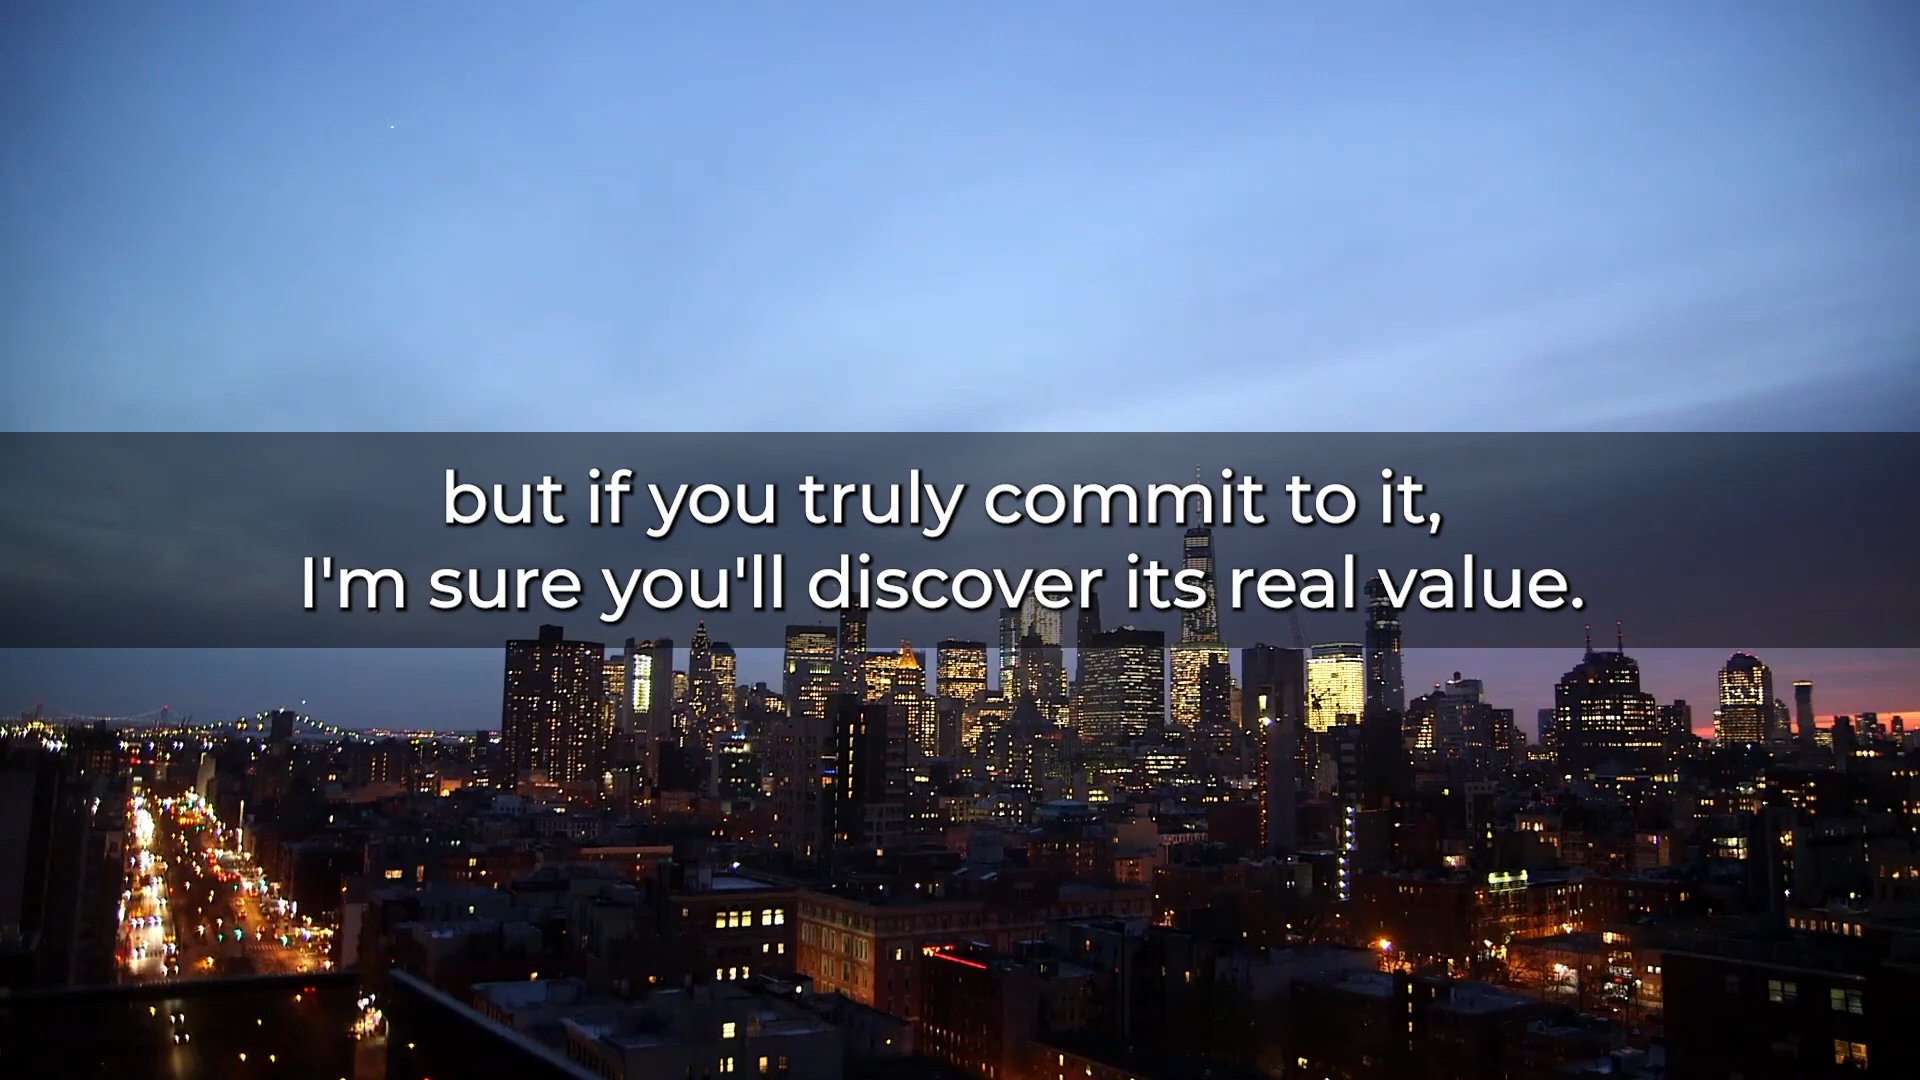 but if you truly commit to it,
I'm sure you'll discover its real value.